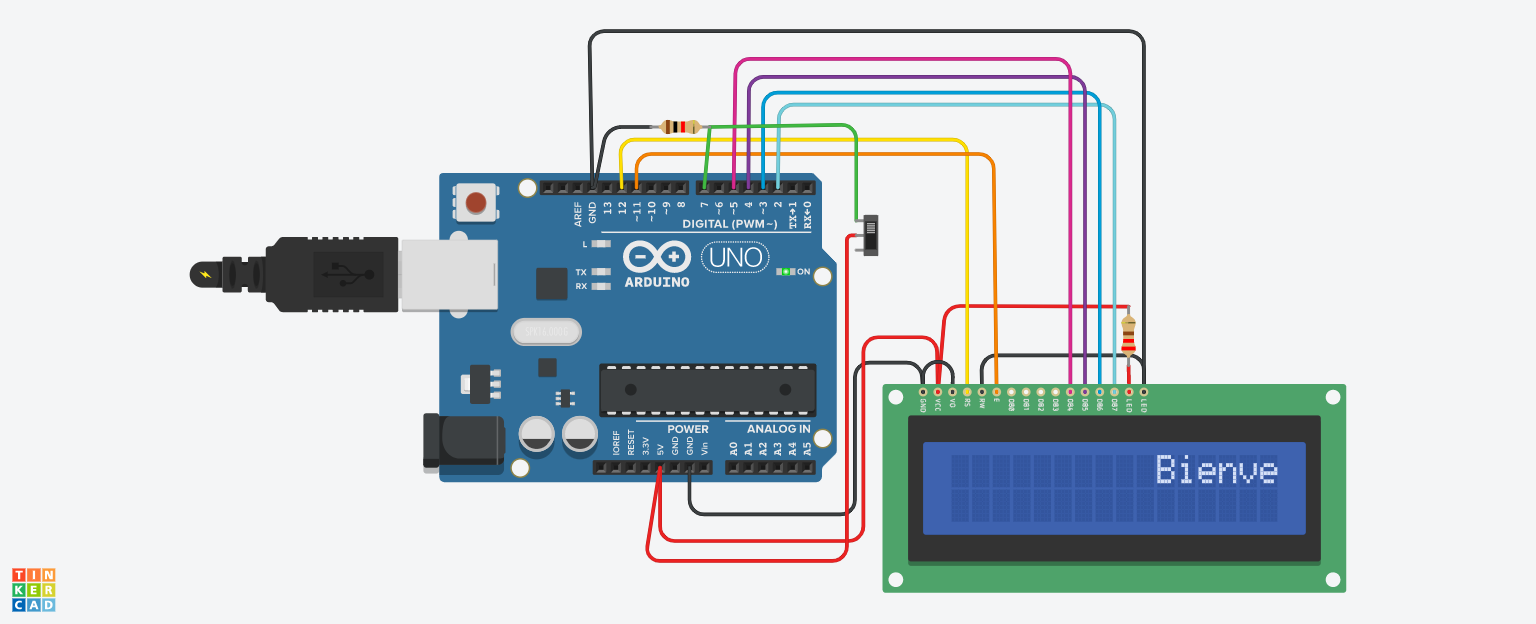 AREF
GND
13
12
~11
~10
~9
8
7
~6
~5
4
~3
2
TX→1
RX←0
DIGITAL (PWM~)
L
TX
RX
ARDUINO
UNO
ON
POWER
ANALOG IN
IOREF
RESET
3.3V
5V
GND
GND
Vin
A0
A1
A2
A3
A4
A5
GND
VCC
VO
RS
RW
E
DB0
DB1
DB2
DB3
DB4
DB5
DB6
DB7
LED
LED
Bienve
TIN
KER
CAD